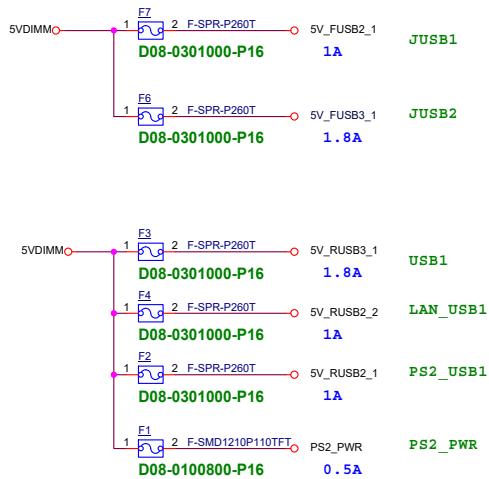 F7
5VDIMM 1 2 F-SPR-P260T 5V_FUSB2_1 JUSB1
D08-0301000-P16 1A
F6
1 2 F-SPR-P260T 5V_FUSB3_1 JUSB2
D08-0301000-P16 1.8A
F3
5VDIMM 1 2 F-SPR-P260T 5V_RUSB3_1 USB1
D08-0301000-P16 1.8A
F4
1 2 F-SPR-P260T 5V_RUSB2_2 LAN_USB1
D08-0301000-P16 1A
F2
1 2 F-SPR-P260T 5V_RUSB2_1 PS2_USB1
D08-0301000-P16 1A
F1
1 2 F-SMD1210P110TFT PS2_PWR PS2_PWR
D08-0100800-P16 0.5A